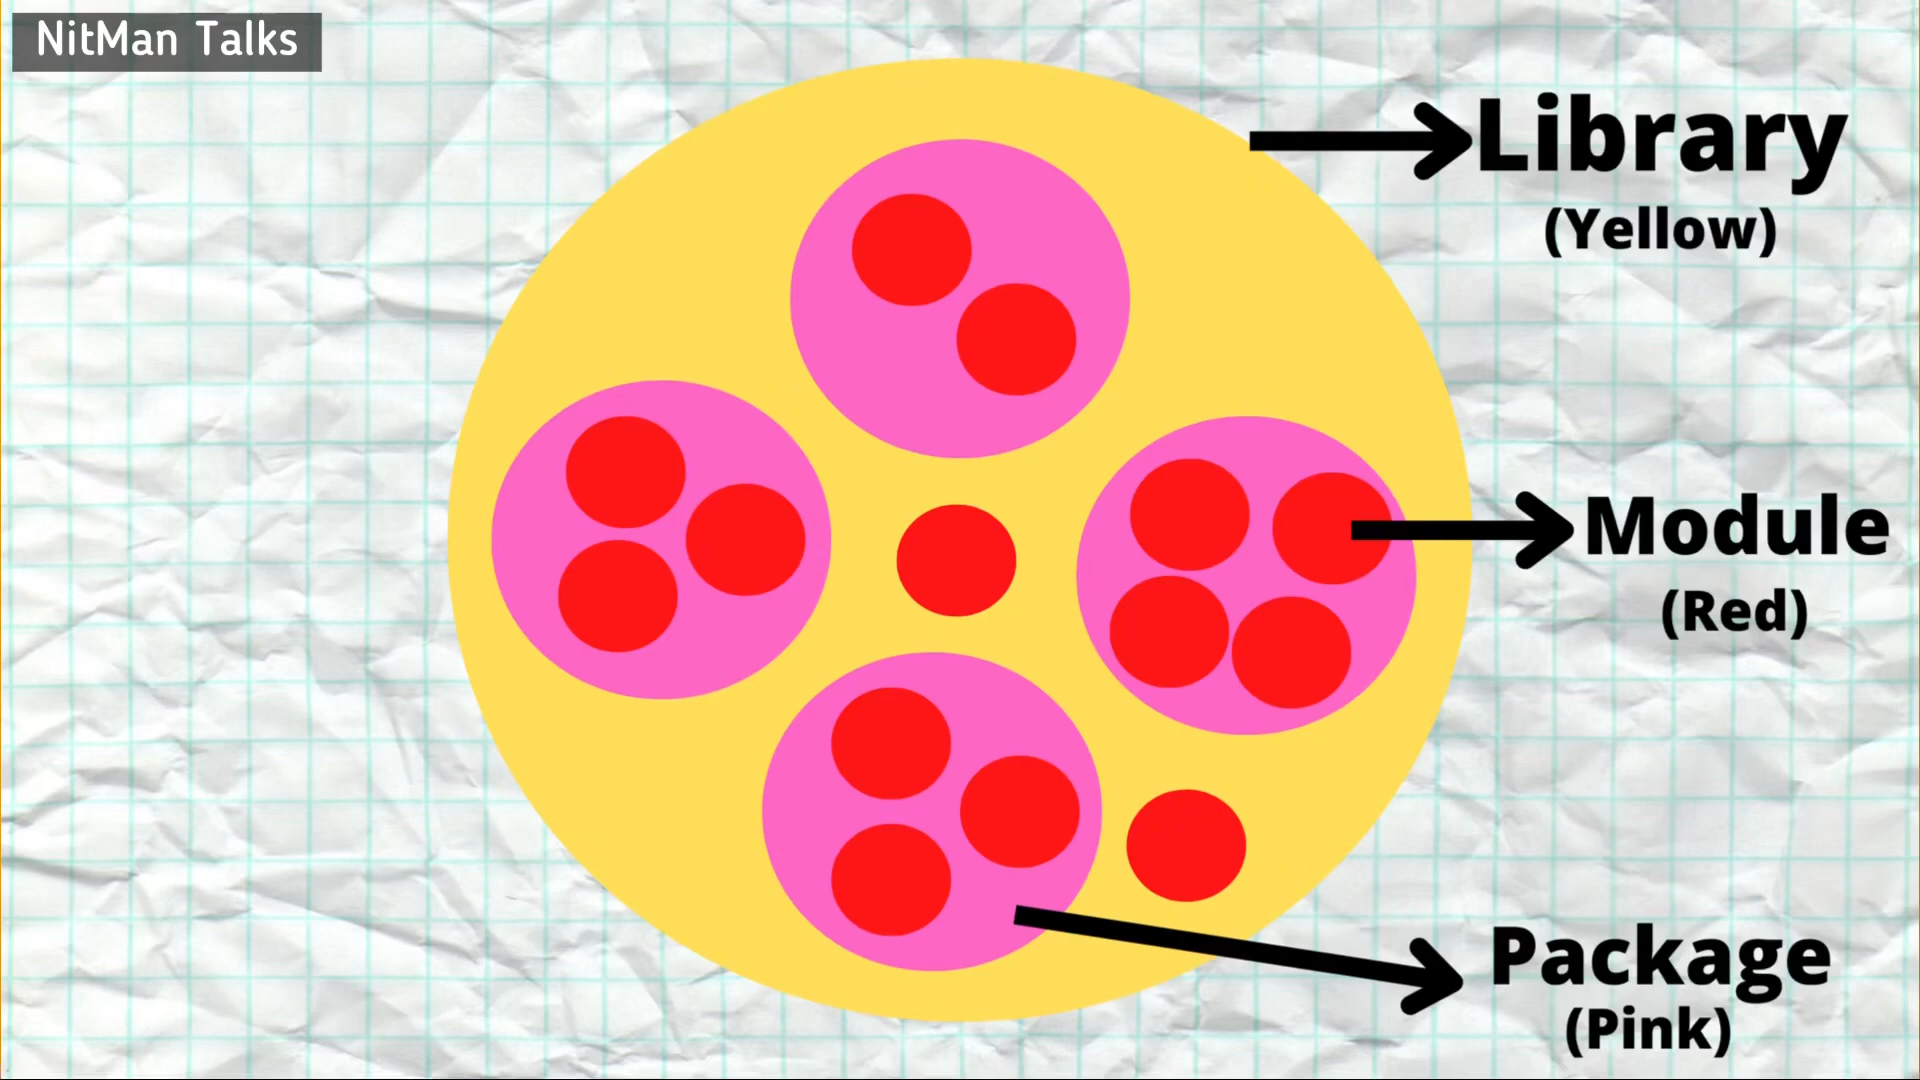 NitMan Talks
Library
(Yellow)
Module
(Red)
Package
(Pink)